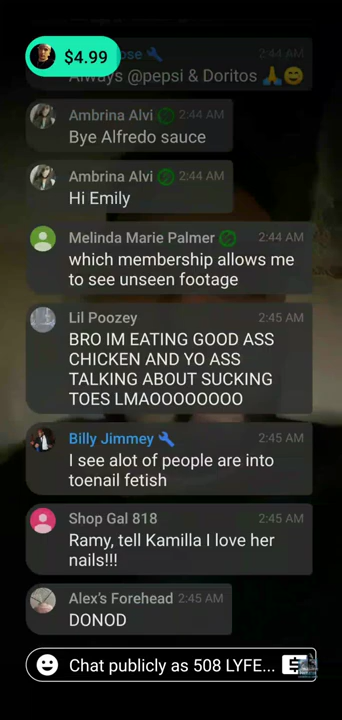 $4.99
2:44 AM
Always @pepsi & Doritos 🙏😊
Ambrina Alvi 2:44 AM
Bye Alfredo sauce
Ambrina Alvi 2:44 AM
Hi Emily
Melinda Marie Palmer 2:44 AM
which membership allows me
to see unseen footage
Lil Poozey 2:45 AM
BRO IM EATING GOOD ASS
CHICKEN AND YO ASS
TALKING ABOUT SUCKING
TOES LMAOOOOOOOO
Billy Jimmey 2:45 AM
I see alot of people are into
toenail fetish
Shop Gal 818 2:45 AM
Ramy, tell Kamilla I love her
nails!!!
Alex's Forehead 2:45 AM
DONOD
Chat publicly as 508 LYFE...